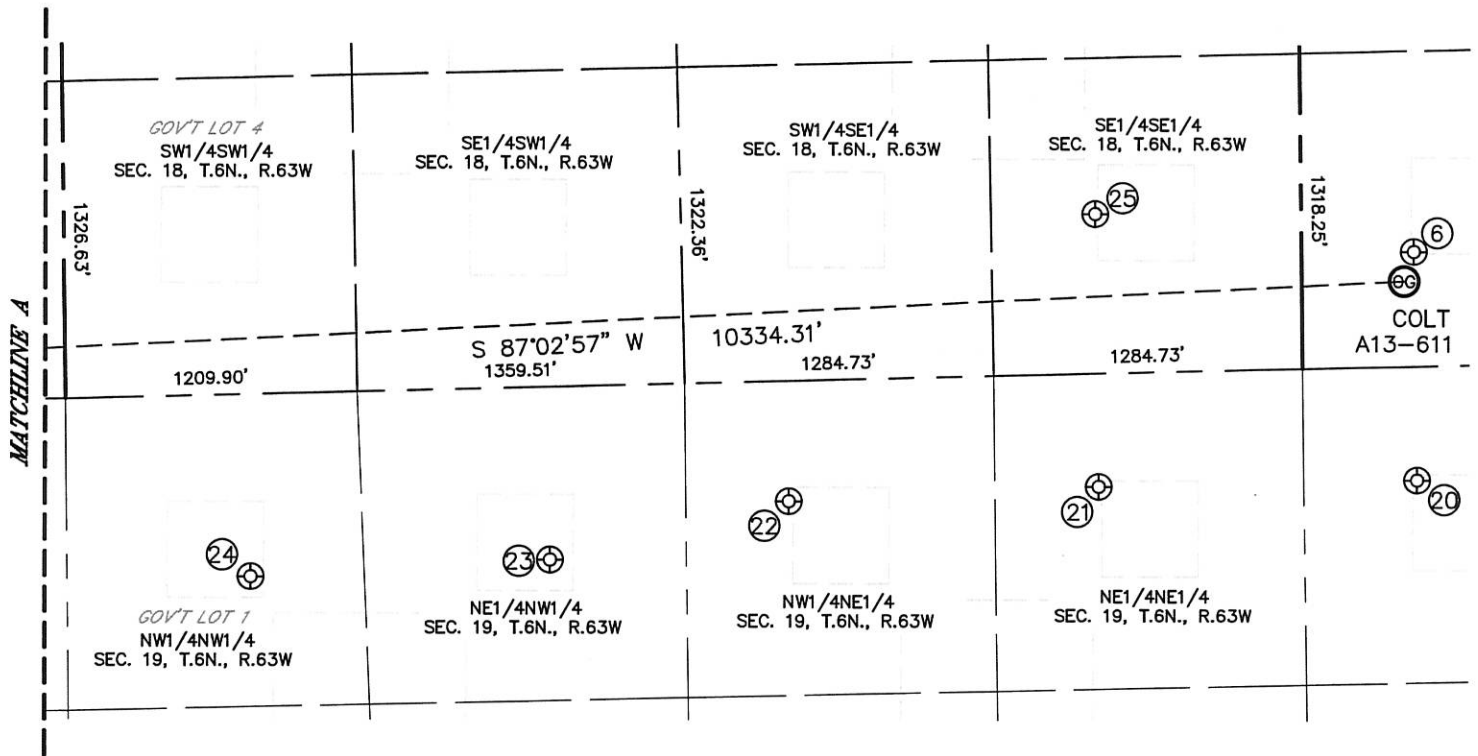 GOV'T LOT 4
SW1/4SW1/4
SEC. 18, T.6N., R.63W
SE1/4SW1/4
SEC. 18, T.6N., R.63W
SW1/4SE1/4
SEC. 18, T.6N., R.63W
SE1/4SE1/4
SEC. 18, T.6N., R.63W
1326.63'
1322.36'
1318.25'
25
6
OG
COLT
A13-611
MATCHLINE A
S 87°02'57" W
10334.31'
1209.90'
1359.51'
1284.73'
1284.73'
24
23
22
21
20
GOV'T LOT 1
NW1/4NW1/4
SEC. 19, T.6N., R.63W
NE1/4NW1/4
SEC. 19, T.6N., R.63W
NW1/4NE1/4
SEC. 19, T.6N., R.63W
NE1/4NE1/4
SEC. 19, T.6N., R.63W